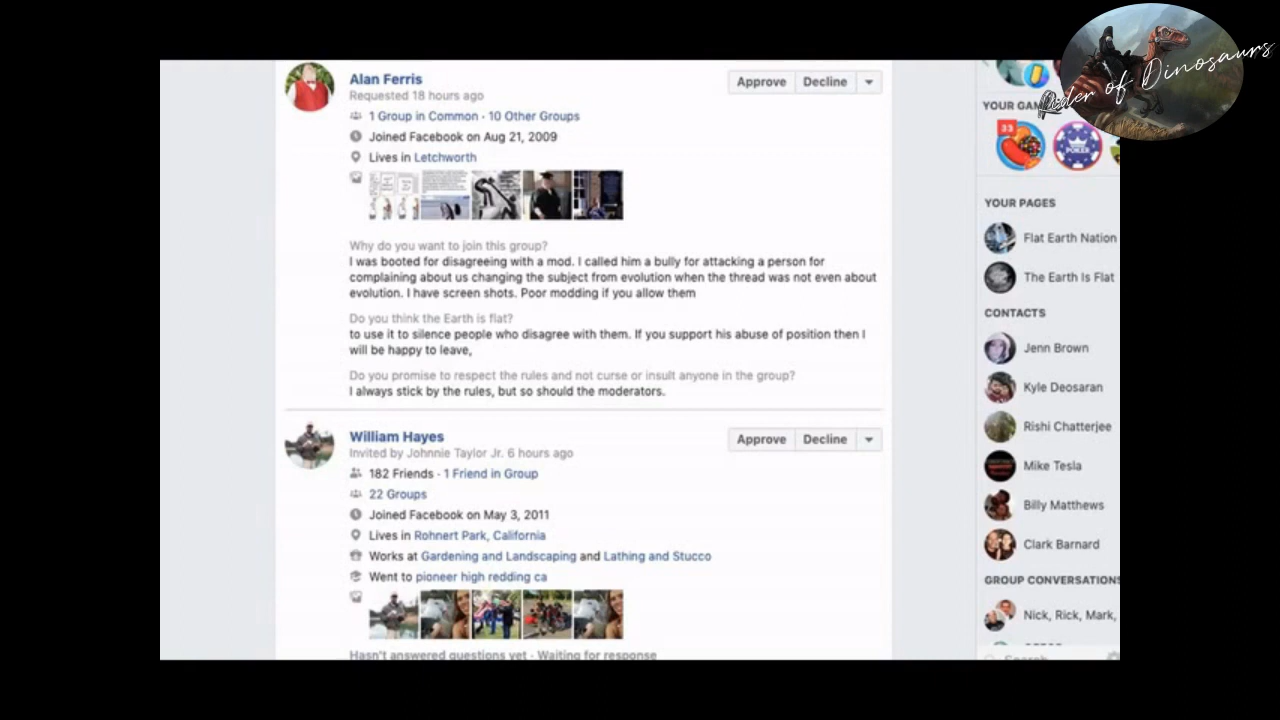 Order of Dinosaurs
Alan Ferris
Requested 18 hours ago
1 Group in Common · 10 Other Groups
Joined Facebook on Aug 21, 2009
Lives in Letchworth
Approve
Decline
Why do you want to join this group?
I was booted for disagreeing with a mod. I called him a bully for attacking a person for
complaining about us changing the subject from evolution when the thread was not even about
evolution. I have screen shots. Poor modding if you allow them
Do you think the Earth is flat?
to use it to silence people who disagree with them. If you support his abuse of position then I
will be happy to leave,
Do you promise to respect the rules and not curse or insult anyone in the group?
I always stick by the rules, but so should the moderators.
William Hayes
Invited by Johnnie Taylor Jr. 6 hours ago
182 Friends · 1 Friend in Group
22 Groups
Joined Facebook on May 3, 2011
Lives in Rohnert Park, California
Works at Gardening and Landscaping and Lathing and Stucco
Went to pioneer high redding ca
Approve
Decline
Hasn't answered questions yet · Waiting for response
YOUR GAM
33
POKER
YOUR PAGES
Flat Earth Nation
The Earth Is Flat
CONTACTS
Jenn Brown
Kyle Deosaran
Rishi Chatterjee
Mike Tesla
Billy Matthews
Clark Barnard
GROUP CONVERSATIONS
Nick, Rick, Mark,
Search